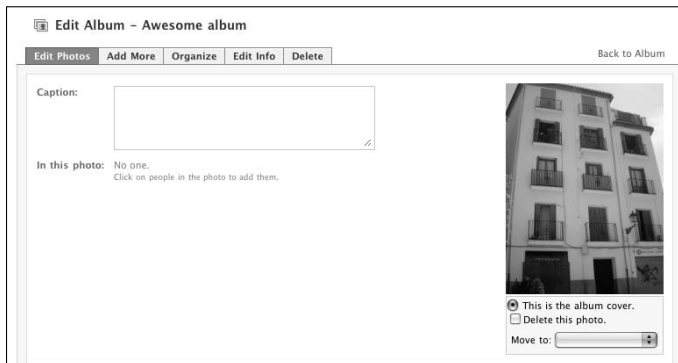 Edit Album – Awesome album
Edit Photos Add More Organize Edit Info Delete Back to Album
Caption:
In this photo: No one.
Click on people in the photo to add them.
This is the album cover.
Delete this photo.
Move to: